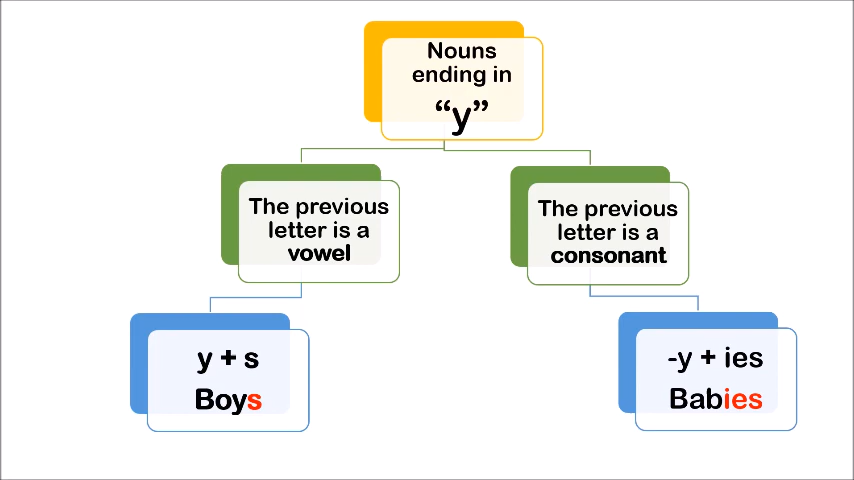 Nouns
ending in
“y”
The previous
letter is a
vowel
The previous
letter is a
consonant
y + s
Boys
-y + ies
Babies